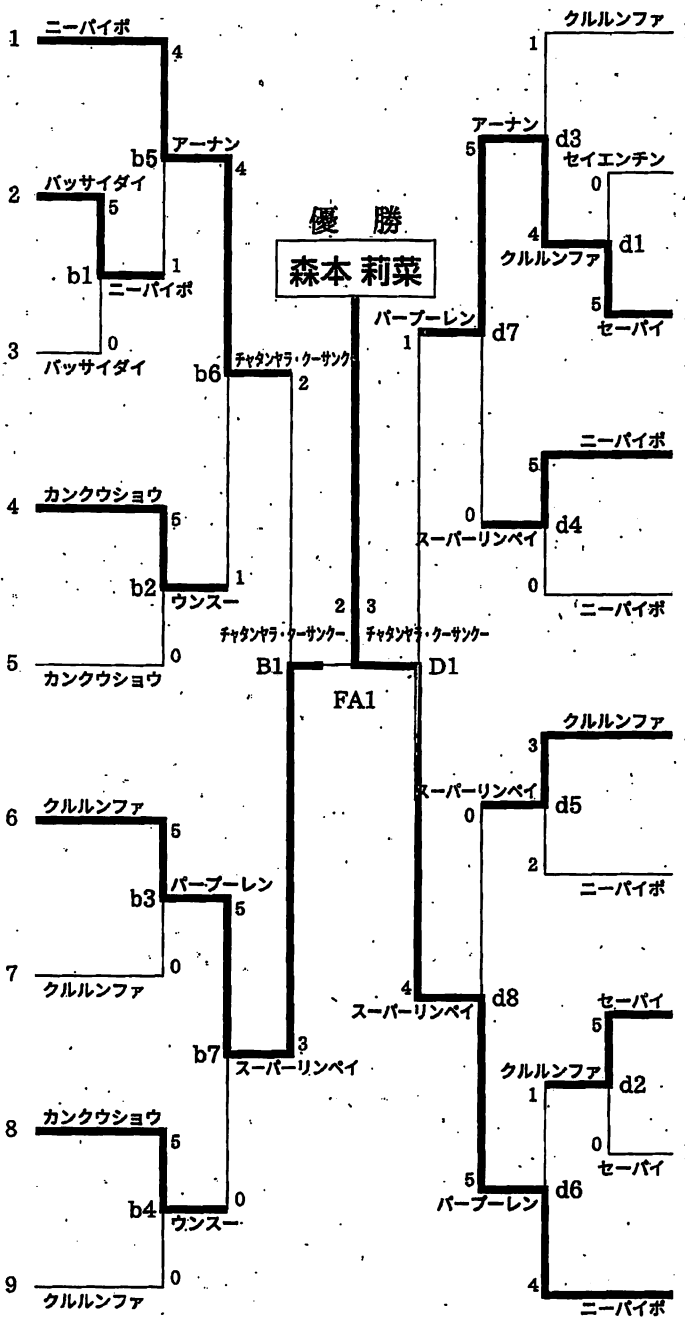 優勝
森本 莉菜
1
ニーパイポ
4
b5
アーナン
4
2
バッサイダイ
5
b1
ニーパイポ
1
3
バッサイダイ
0
b6
チャタンヤラ・クーサンク
2
4
カンクウショウ
5
b2
ウンスー
1
5
カンクウショウ
0
チャタンヤラ・クーサンクー
2
B1
FA1
6
クルルンファ
5
b3
パープーレン
5
7
クルルンファ
0
b7
スーパーリンペイ
3
8
カンクウショウ
5
b4
ウンスー
0
9
クルルンファ
0
クルルンファ
1
アーナン
5
d3
セイエンチン
0
4
クルルンファ
d1
5
セーパイ
パープーレン
1
d7
ニーパイポ
5
0
スーパーリンペイ
d4
0
ニーパイポ
3
チャタンヤラ・クーサンクー
D1
クルルンファ
3
スーパーリンペイ
0
d5
2
ニーパイポ
4
スーパーリンペイ
d8
セーパイ
5
クルルンファ
1
d2
0
セーパイ
5
パープーレン
d6
4
ニーパイポ